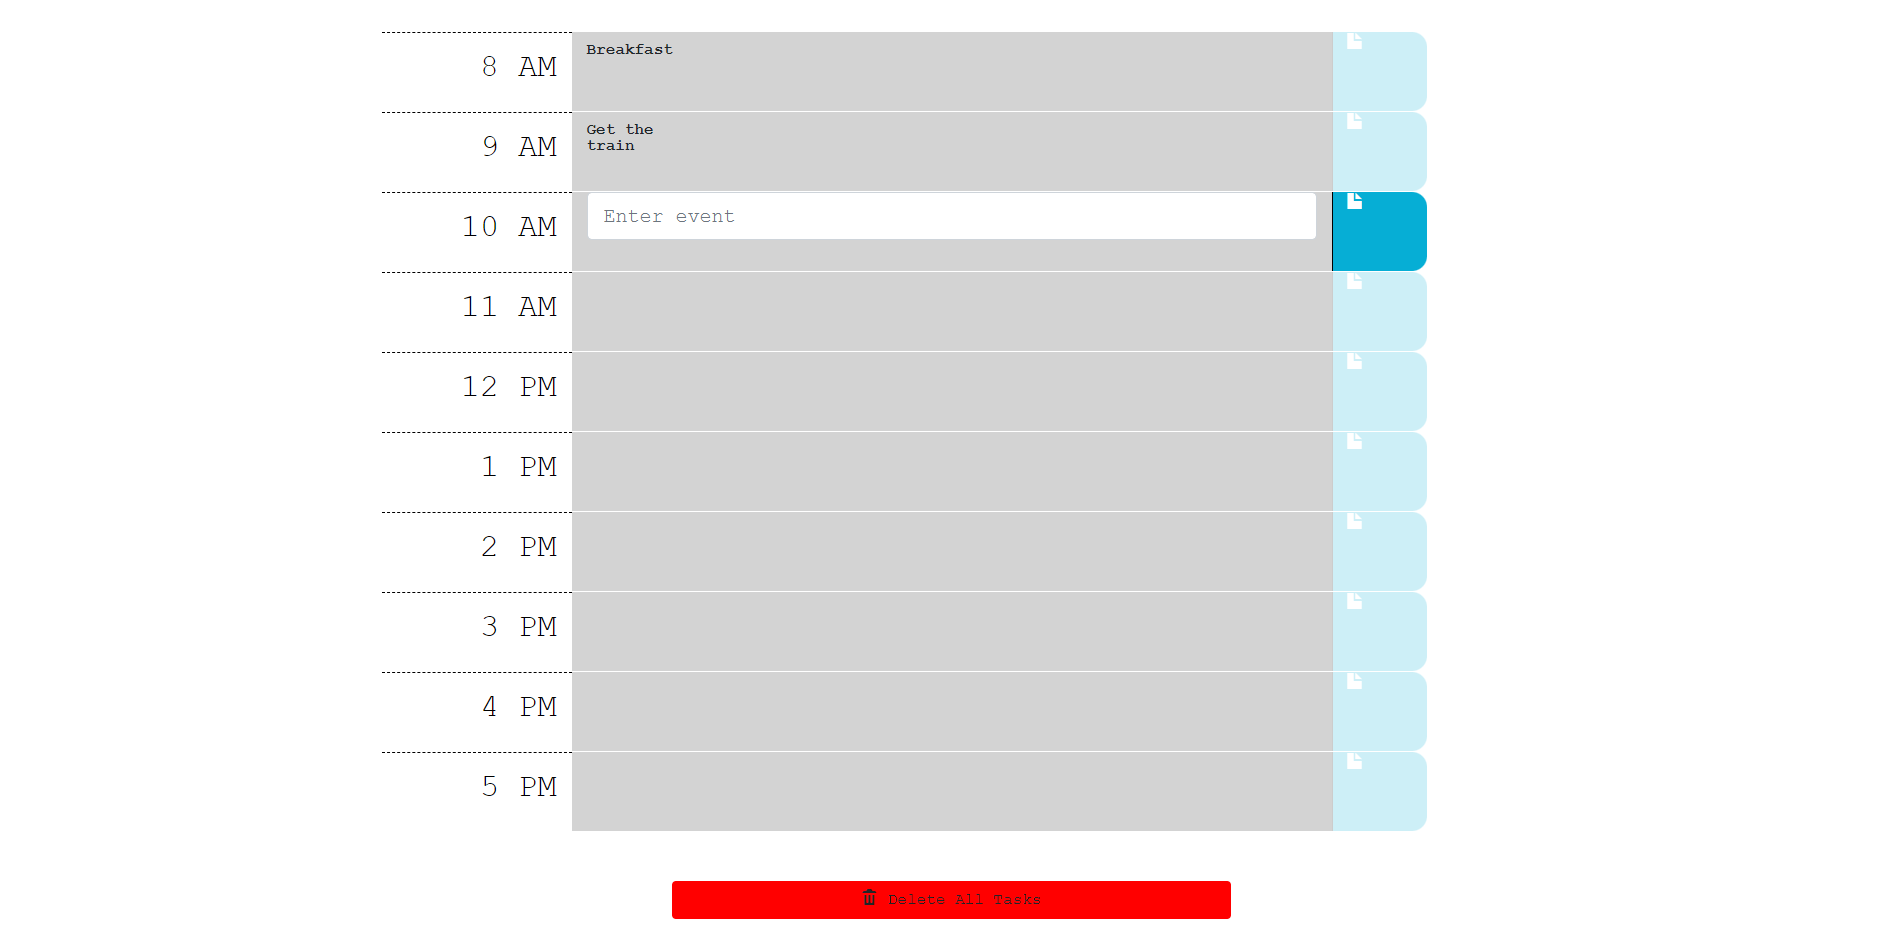 8 AM Breakfast
9 AM Get the
train
10 AM Enter event
11 AM
12 PM
1 PM
2 PM
3 PM
4 PM
5 PM
Delete All Tasks